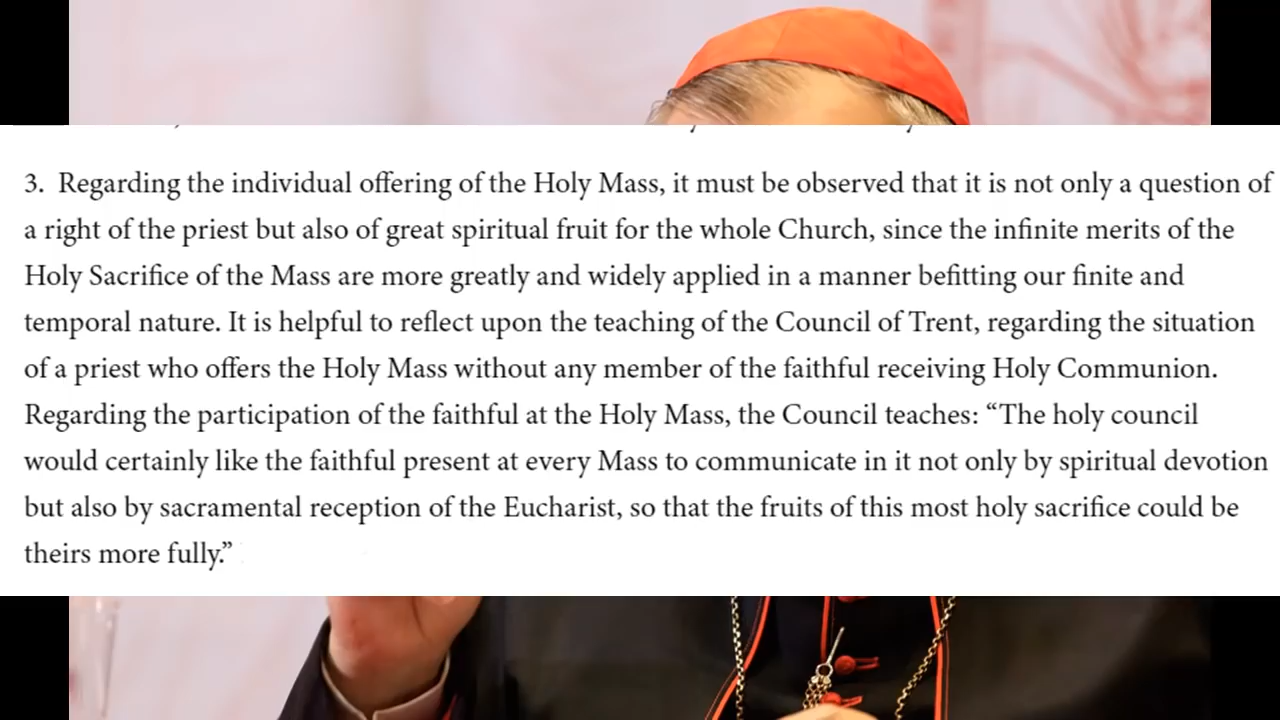 3. Regarding the individual offering of the Holy Mass, it must be observed that it is not only a question of
a right of the priest but also of great spiritual fruit for the whole Church, since the infinite merits of the
Holy Sacrifice of the Mass are more greatly and widely applied in a manner befitting our finite and
temporal nature. It is helpful to reflect upon the teaching of the Council of Trent, regarding the situation
of a priest who offers the Holy Mass without any member of the faithful receiving Holy Communion.
Regarding the participation of the faithful at the Holy Mass, the Council teaches: “The holy council
would certainly like the faithful present at every Mass to communicate in it not only by spiritual devotion
but also by sacramental reception of the Eucharist, so that the fruits of this most holy sacrifice could be
theirs more fully.”